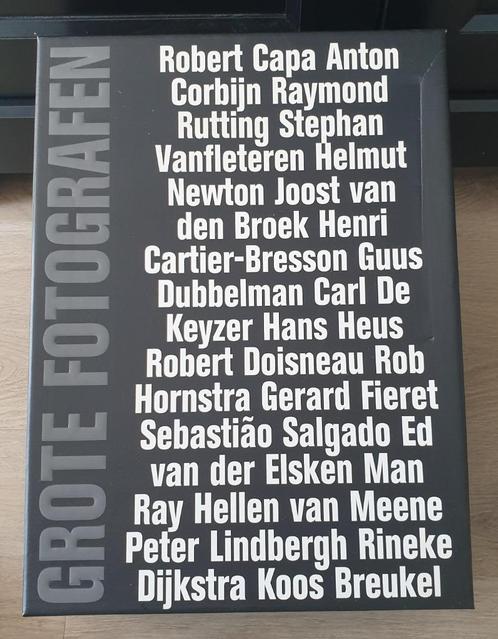 GROTE FOTOGRAFEN
Robert Capa Anton
Corbijn Raymond
Rutting Stephan
Vanfleteren Helmut
Newton Joost van
den Broek Henri
Cartier-Bresson Guus
Dubbelman Carl De
Keyzer Hans Heus
Robert Doisneau Rob
Hornstra Gerard Fieret
Sebastião Salgado Ed
van der Elsken Man
Ray Hellen van Meene
Peter Lindbergh Rineke
Dijkstra Koos Breukel